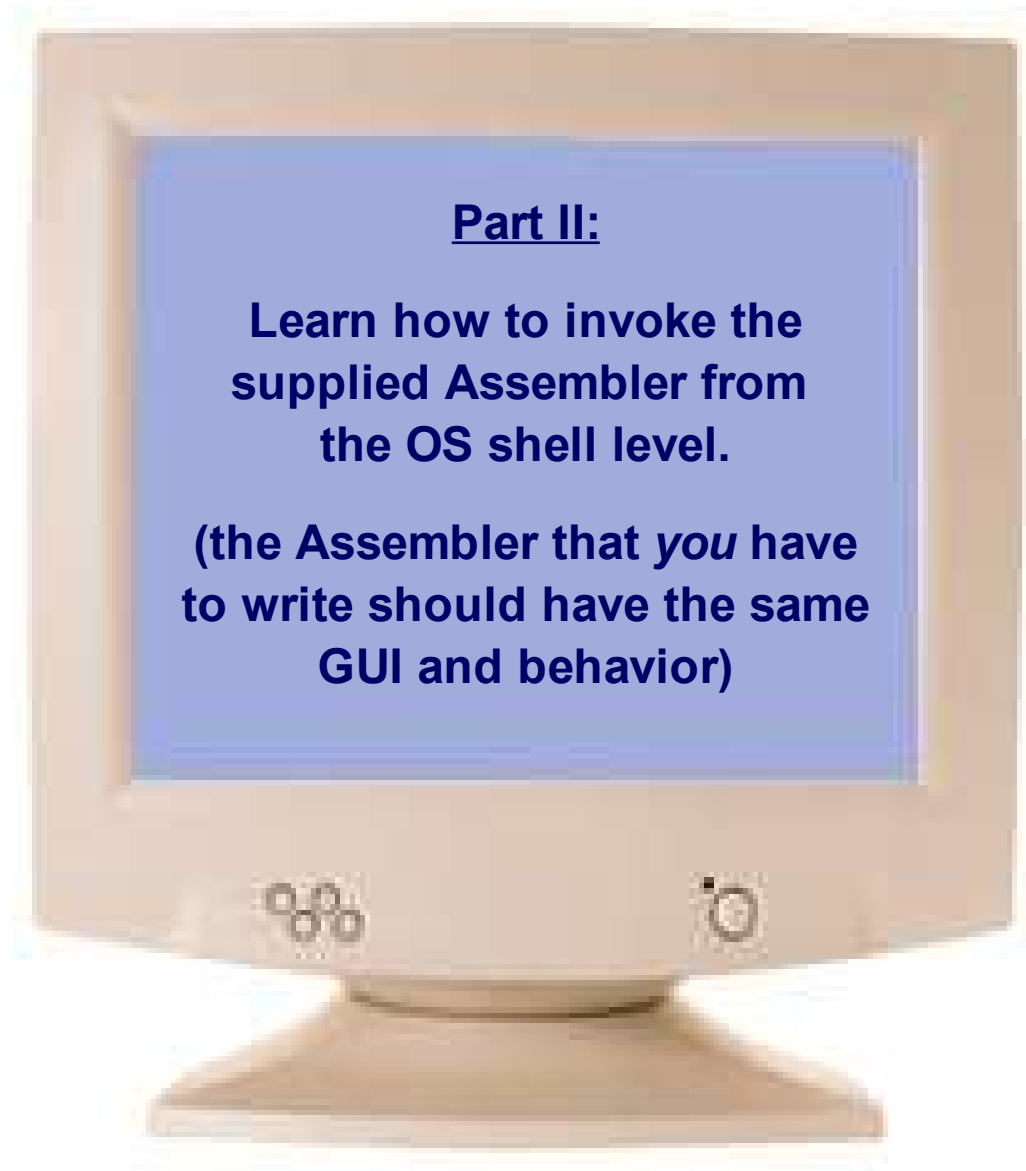 Part II:
Learn how to invoke the
supplied Assembler from
the OS shell level.
(the Assembler that you have
to write should have the same
GUI and behavior)